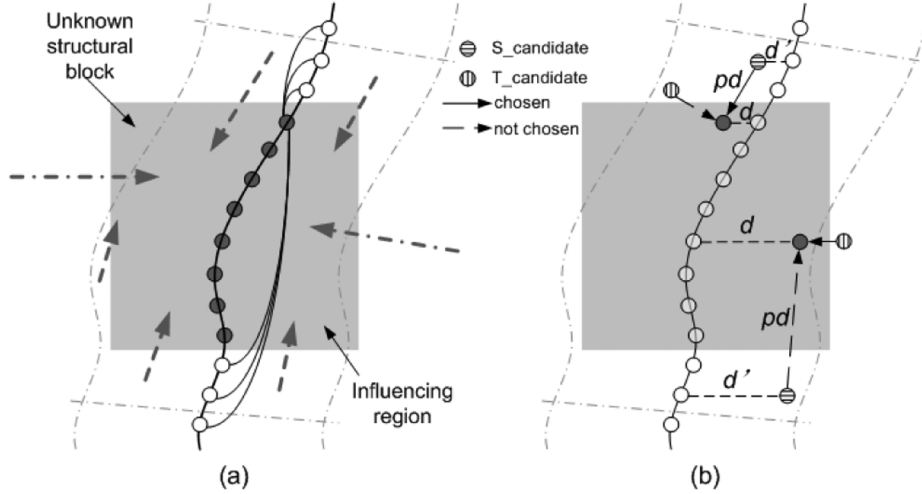 Unknown
structural
block
S_candidate
T_candidate
chosen
not chosen
d’
pd
d
d
pd
d’
Influencing
region
(a)
(b)